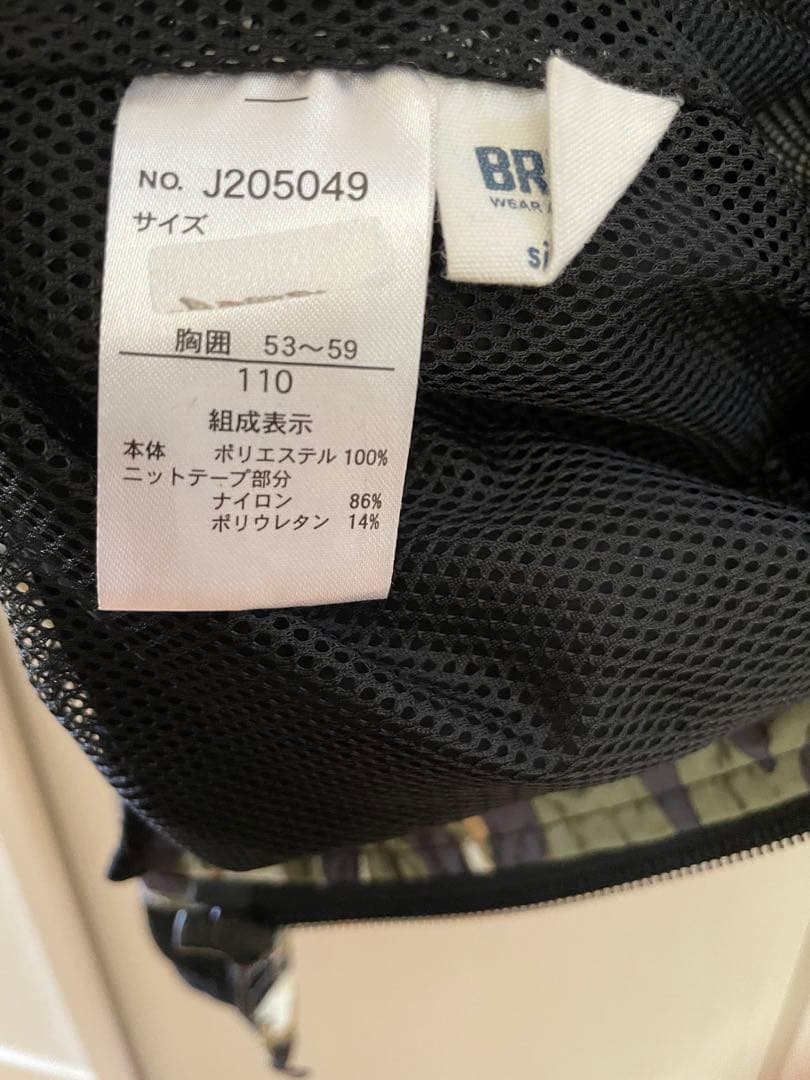 NO. J205049
サイズ
胸囲 53〜59
110
組成表示
本体 ポリエステル 100%
ニットテープ部分
ナイロン 86%
ポリウレタン 14%
BR
WEAR
si